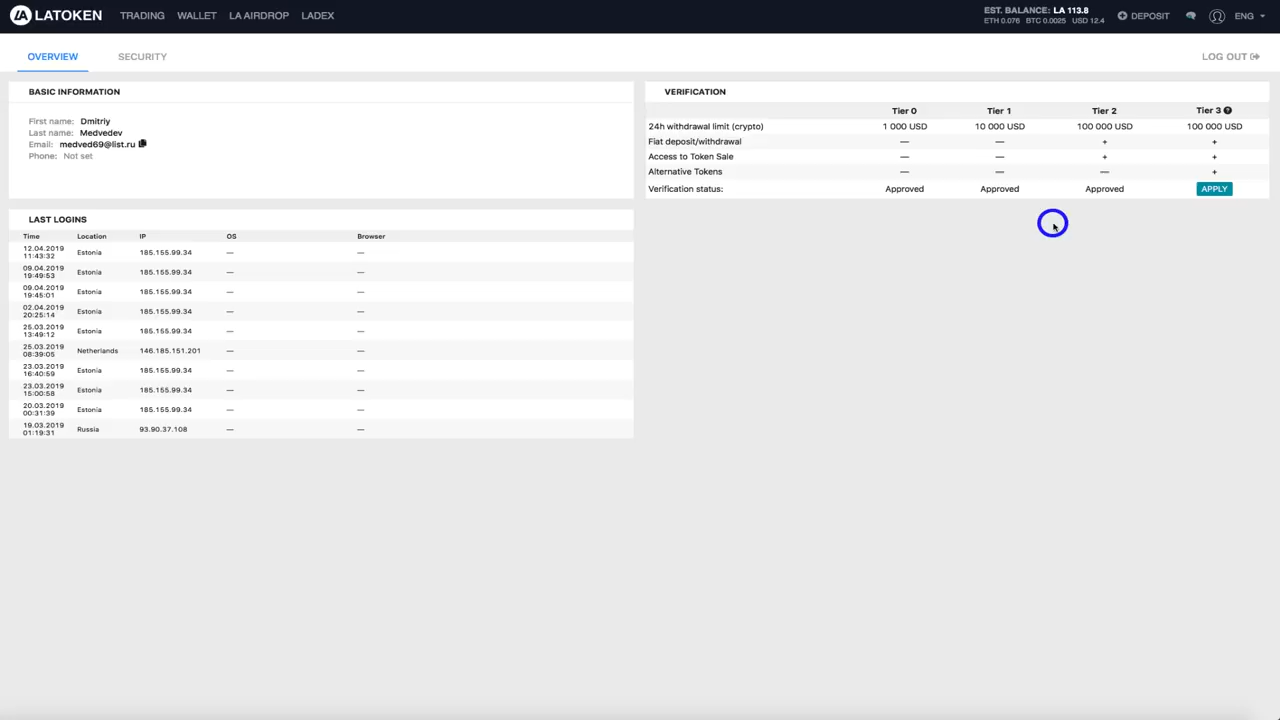 LATOKEN TRADING WALLET LA AIRDROP LADEX EST. BALANCE: LA 113.8 DEPOSIT ENG
ETH 0.076 BTC 0.0025 USD 12.4
OVERVIEW SECURITY LOG OUT
BASIC INFORMATION
First name: Dmitriy
Last name: Medvedev
Email: medved69@list.ru
Phone: Not set
VERIFICATION
Tier 0 Tier 1 Tier 2 Tier 3
24h withdrawal limit (crypto) 1 000 USD 10 000 USD 100 000 USD 100 000 USD
Fiat deposit/withdrawal — — + +
Access to Token Sale — — + +
Alternative Tokens — — — +
Verification status: Approved Approved Approved APPLY
LAST LOGINS
Time Location IP OS Browser
12.04.2019
11:43:32 Estonia 185.155.99.34 — —
09.04.2019
19:49:53 Estonia 185.155.99.34 — —
09.04.2019
19:45:01 Estonia 185.155.99.34 — —
02.04.2019
20:25:14 Estonia 185.155.99.34 — —
25.03.2019
13:49:12 Estonia 185.155.99.34 — —
25.03.2019
08:39:05 Netherlands 146.185.151.201 — —
23.03.2019
16:40:59 Estonia 185.155.99.34 — —
23.03.2019
15:00:58 Estonia 185.155.99.34 — —
20.03.2019
00:31:39 Estonia 185.155.99.34 — —
19.03.2019
01:19:31 Russia 93.90.37.108 — —